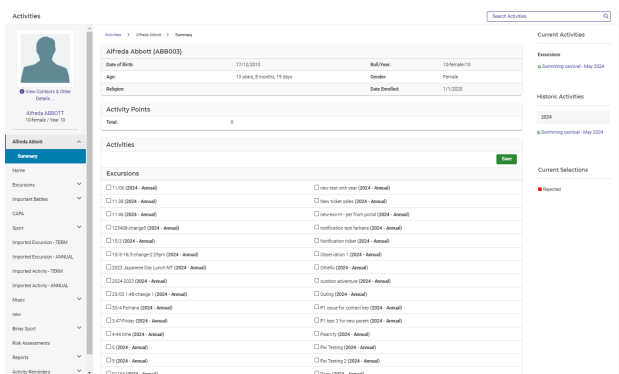 Activities
Search Activities
View Contacts & Other
Details ...
Alfreda ABBOTT
10-female / Year 10
Alfreda Abbott
Summary
Home
Excursions
Important Battles
CAPA
Sport
Imported Excursion - TERM
Imported Excursion - ANNUAL
Imported Activity - TERM
Imported Activity - ANNUAL
Music
new
Binay Sport
Risk Assessments
Reports
Activity Reminders
Activities > Alfreda Abbott > Summary
Alfreda Abbott (ABB003)
Date of Birth: 17/12/2010 Roll/Year: 10-female/10
Age: 13 years, 8 months, 19 days Gender: Female
Religion: Date Enrolled: 1/1/2020
Activity Points
Total: 0
Activities
Save
Excursions
11/06 (2024 - Annual) new test with year (2024 - Annual)
11:38 (2024 - Annual) New ticket sales (2024 - Annual)
11:46 (2024 - Annual) new-exc-m - per from portal (2024 - Annual)
123408-change5 (2024 - Annual) notification test farhana (2024 - Annual)
15/3 (2024 - Annual) Notification ticket (2024 - Annual)
15/3-18/3-change-2:29pm (2024 - Annual) Observation 1 (2024 - Annual)
2023 Japanese Day Lunch MT (2024 - Annual) Othello (2024 - Annual)
2024-2023 (2024 - Annual) outdoor adventure (2024 - Annual)
25/03 1:48-change 1 (2024 - Annual) Outing (2024 - Annual)
30/4 Farhana (2024 - Annual) P1 issue for contact key (2024 - Annual)
3:47-Friday (2024 - Annual) P1 test 3 for new parent (2024 - Annual)
4:44 time (2024 - Annual) (2024 - Annual)
5 (2024 - Annual) Pai Testing (2024 - Annual)
5 (2024 - Annual) Pai Testing 2 (2024 - Annual)
Current Activities
Excursions
Swimming carnival - May 2024
Historic Activities
2024
Swimming carnival - May 2024
Current Selections
Rejected